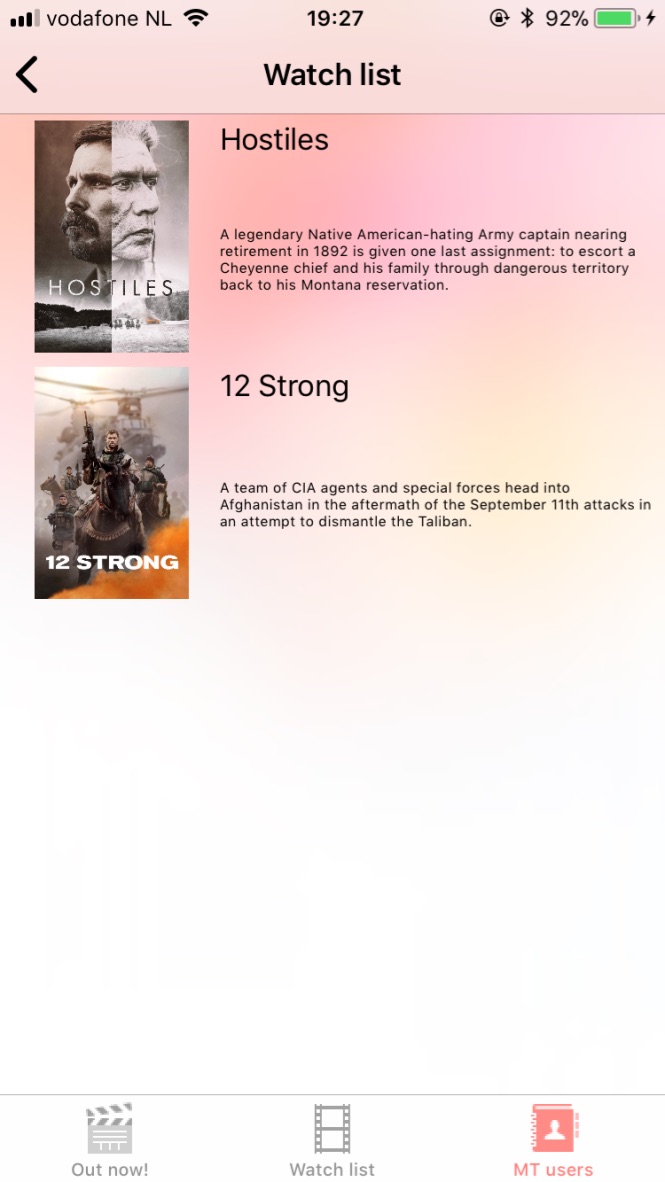 vodafone NL 19:27 92%
Watch list
Hostiles
HOSTILES
A legendary Native American-hating Army captain nearing
retirement in 1892 is given one last assignment: to escort a
Cheyenne chief and his family through dangerous territory
back to his Montana reservation.
12 Strong
A team of CIA agents and special forces head into
Afghanistan in the aftermath of the September 11th attacks in
an attempt to dismantle the Taliban.
12 STRONG
Out now! Watch list MT users